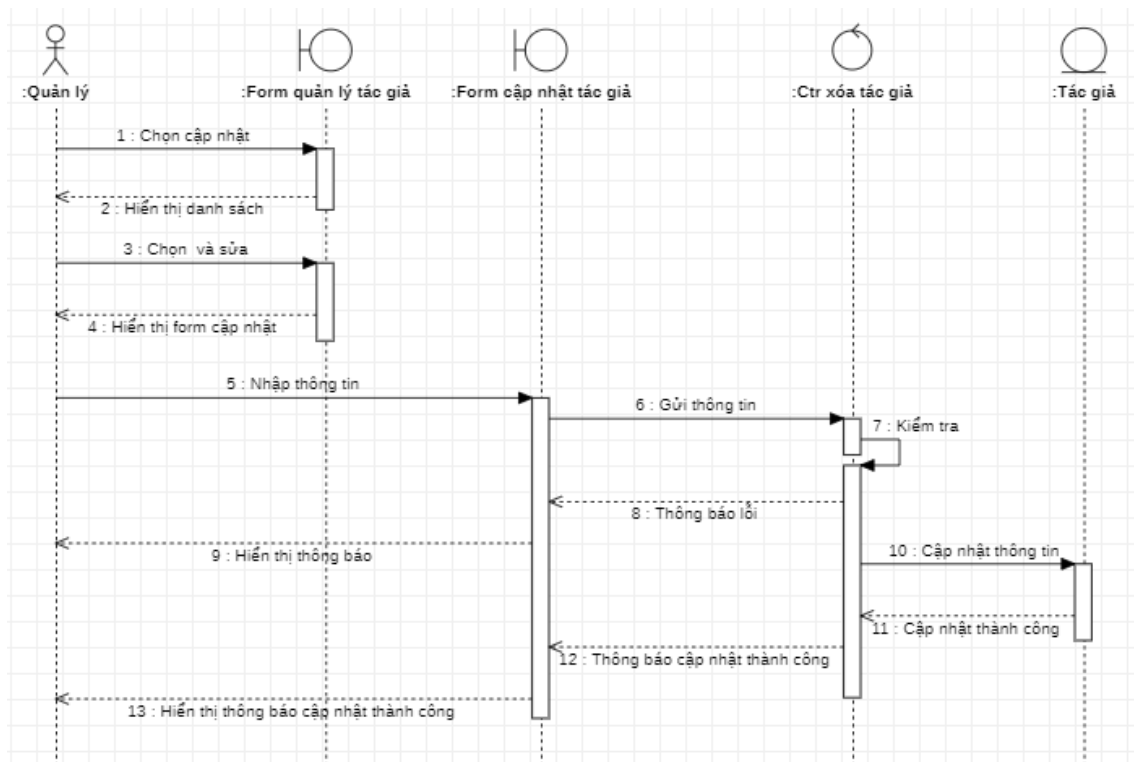 :Quản lý
:Form quản lý tác giả
:Form cập nhật tác giả
:Ctr xóa tác giả
:Tác giả
1 : Chọn cập nhật
2 : Hiển thị danh sách
3 : Chọn và sửa
4 : Hiển thị form cập nhật
5 : Nhập thông tin
6 : Gửi thông tin
7 : Kiểm tra
8 : Thông báo lỗi
9 : Hiển thị thông báo
10 : Cập nhật thông tin
11 : Cập nhật thành công
12 : Thông báo cập nhật thành công
13 : Hiển thị thông báo cập nhật thành công